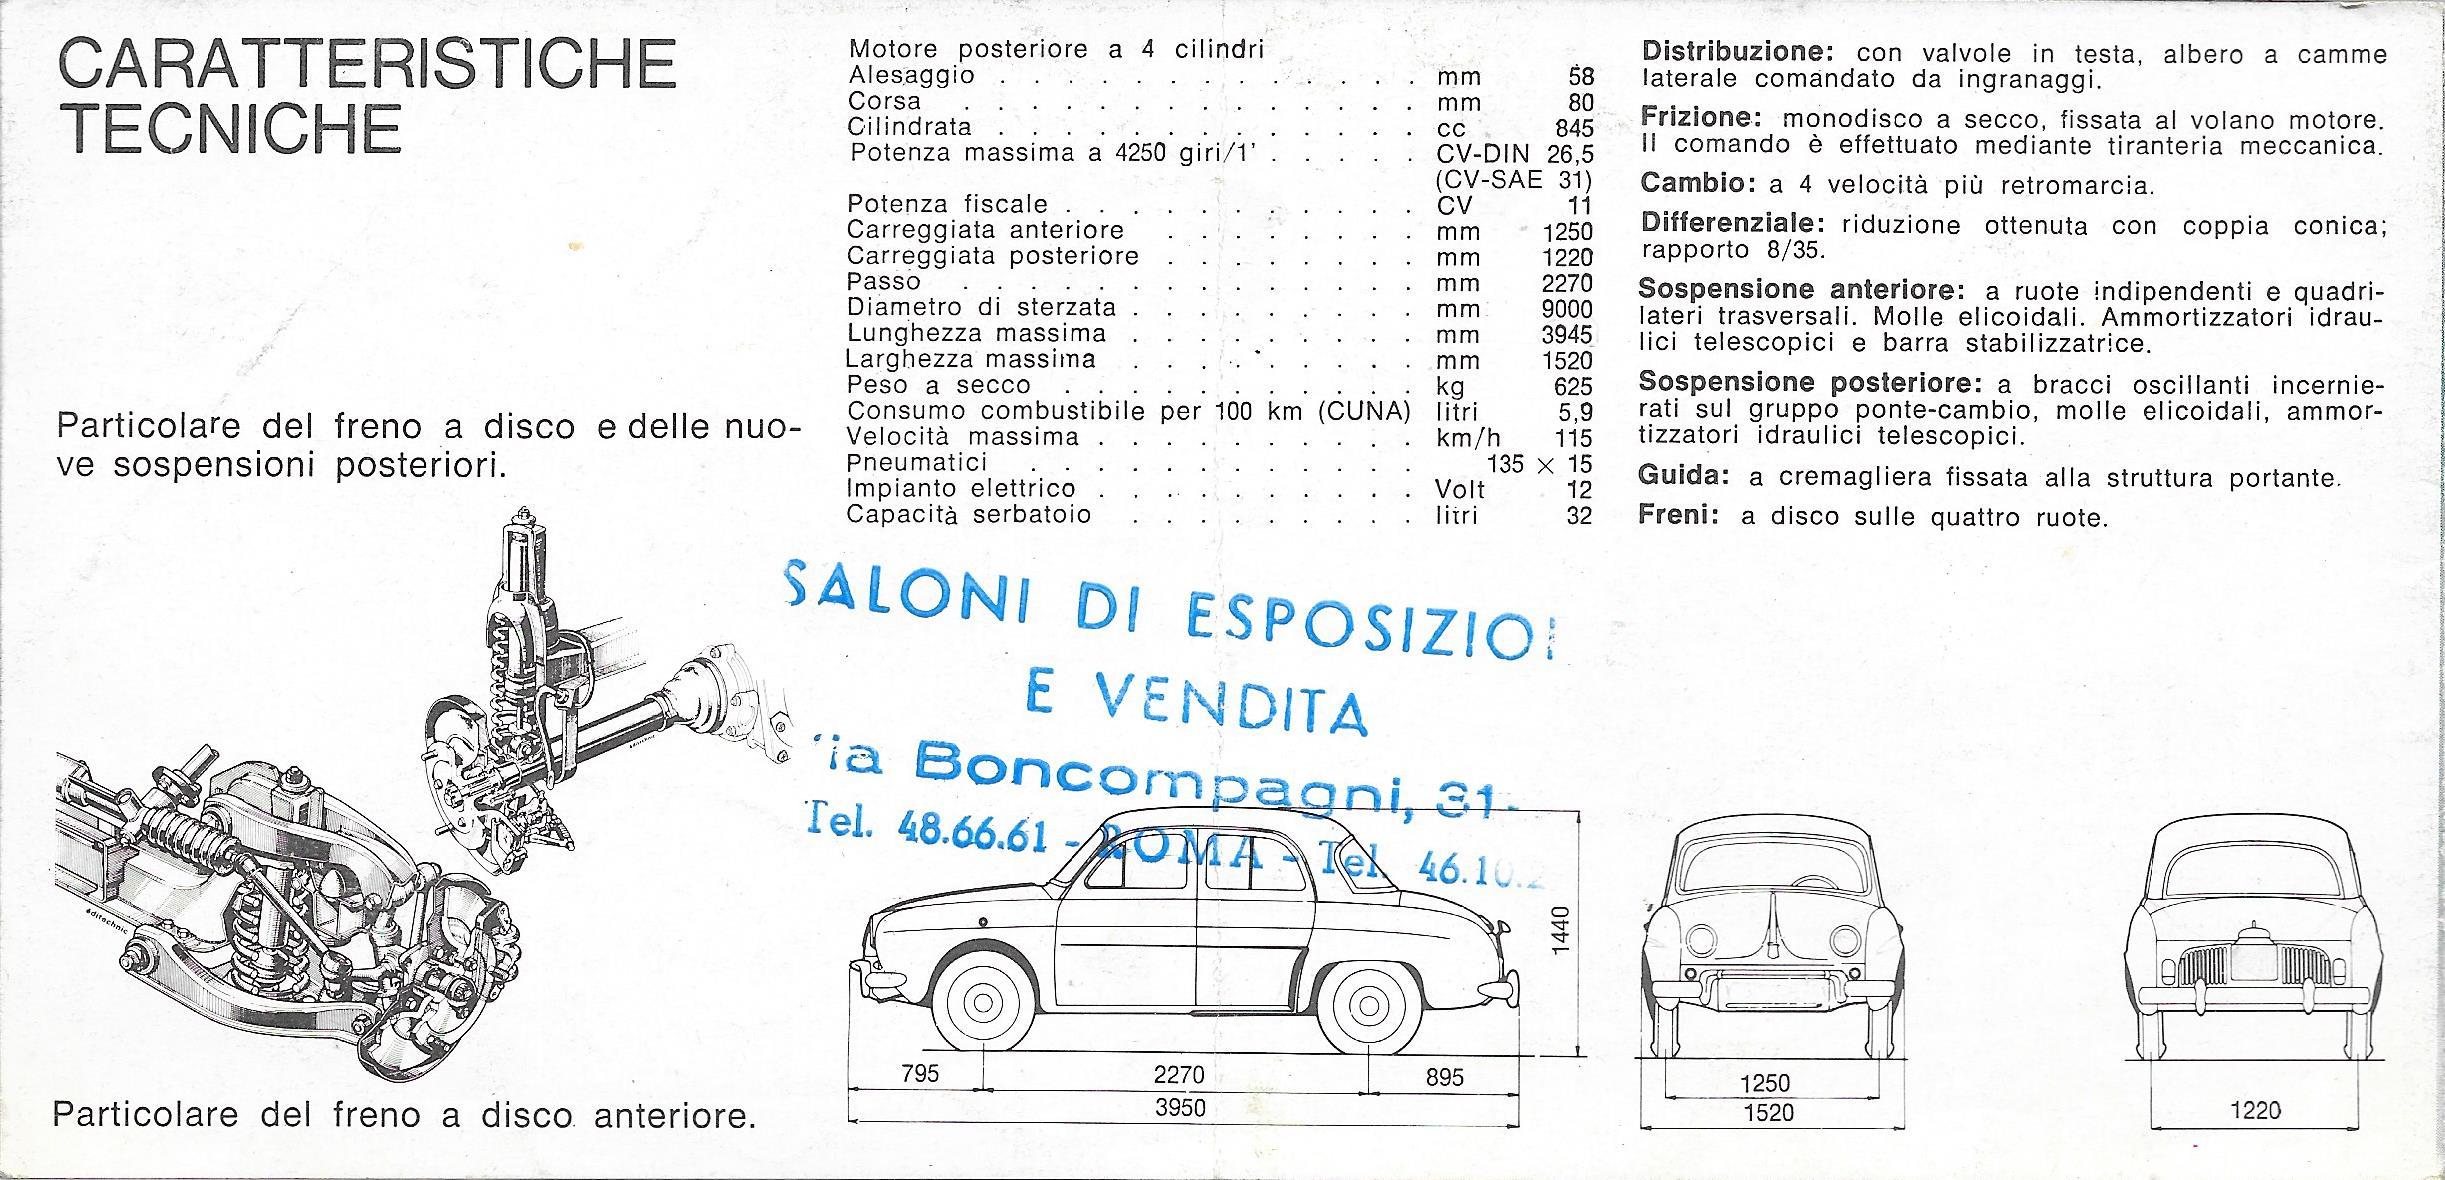 CARATTERISTICHE
TECNICHE
Particolare del freno a disco e delle nuo-
ve sospensioni posteriori.
éditechnic
éditechnic
Particolare del freno a disco anteriore.
Motore posteriore a 4 cilindri
Alesaggio . . . . . . . . . . . . . mm 58
Corsa . . . . . . . . . . . . . . mm 80
Cilindrata . . . . . . . . . . . . . cc 845
Potenza massima a 4250 giri/1' . . . . . CV-DIN 26,5
(CV-SAE 31)
Potenza fiscale . . . . . . . . . . . CV 11
Carreggiata anteriore . . . . . . . . mm 1250
Carreggiata posteriore . . . . . . . . mm 1220
Passo . . . . . . . . . . . . . . mm 2270
Diametro di sterzata . . . . . . . . . mm 9000
Lunghezza massima . . . . . . . . . mm 3945
Larghezza massima . . . . . . . . . mm 1520
Peso a secco . . . . . . . . . . . kg 625
Consumo combustibile per 100 km (CUNA) litri 5,9
Velocità massima . . . . . . . . . . km/h 115
Pneumatici . . . . . . . . . . . . 135 × 15
Impianto elettrico . . . . . . . . . . Volt 12
Capacità serbatoio . . . . . . . . . litri 32
Distribuzione: con valvole in testa, albero a camme
laterale comandato da ingranaggi.
Frizione: monodisco a secco, fissata al volano motore.
Il comando è effettuato mediante tiranteria meccanica.
Cambio: a 4 velocità più retromarcia.
Differenziale: riduzione ottenuta con coppia conica;
rapporto 8/35.
Sospensione anteriore: a ruote indipendenti e quadri-
lateri trasversali. Molle elicoidali. Ammortizzatori idrau-
lici telescopici e barra stabilizzatrice.
Sospensione posteriore: a bracci oscillanti incernie-
rati sul gruppo ponte-cambio, molle elicoidali, ammor-
tizzatori idraulici telescopici.
Guida: a cremagliera fissata alla struttura portante.
Freni: a disco sulle quattro ruote.
SALONI DI ESPOSIZIO
E VENDITA
ia Boncompagni, 31-
Tel. 48.66.61 - ROMA - Tel. 46.10.
1440
795 2270 895
3950
1250
1520
1220